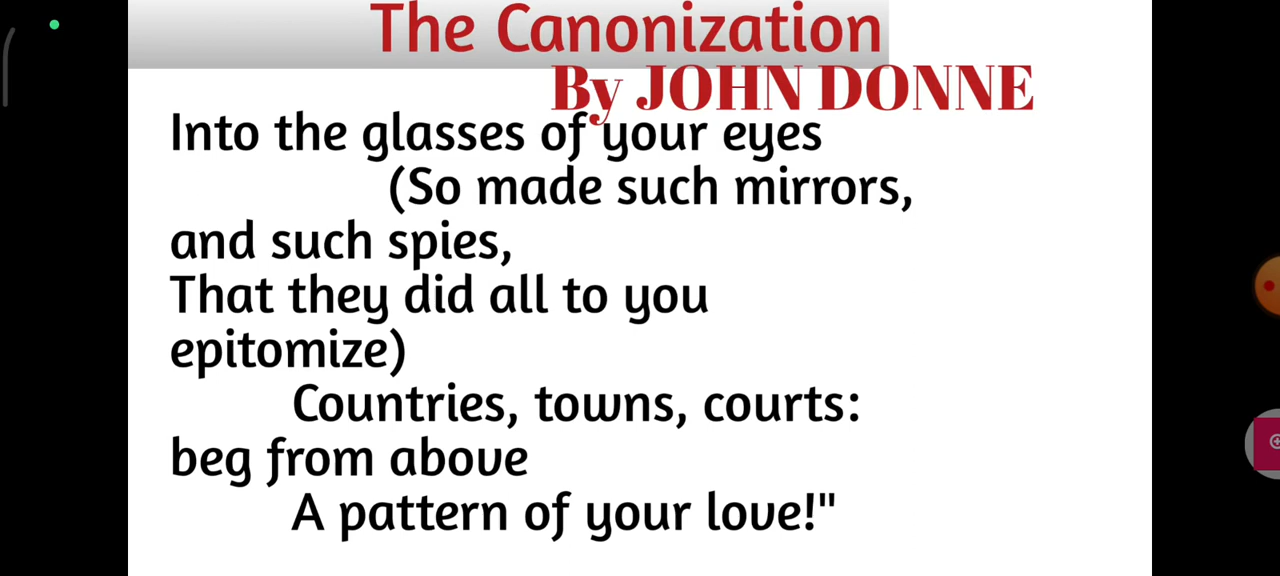 The Canonization
By JOHN DONNE
Into the glasses of your eyes
(So made such mirrors,
and such spies,
That they did all to you
epitomize)
Countries, towns, courts:
beg from above
A pattern of your love!"